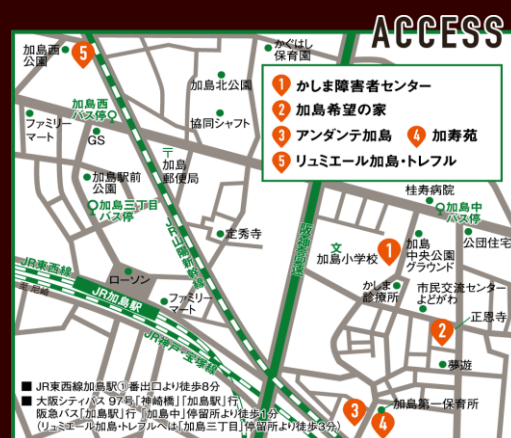 ACCESS
加島西
公園
5
かぐはし
保育園
加島北公園
1 かしま障害者センター
2 加島希望の家
3 アンダンテ加島 4 加寿苑
5 リュミエール加島・トレフル
加島西
バス停
ファミリー
マート
GS
協同シャフト
〒
加島
郵便局
加島駅前
公園
加島三丁目
バス停
JR山陽新幹線
阪神高速
定秀寺
桂寿病院
加島中
バス停
文
加島小学校
1
加島
中央公園
グラウンド
公団住宅
JR東西線
至 尼崎
JR加島駅
ローソン
ファミリー
マート
JR神戸・宝塚線
かしま
診療所
市民交流センター
よどがわ
正恩寺
2
夢遊
加島第一保育所
3
4
■ JR東西線加島駅①番出口より徒歩8分
■ 大阪シティバス 97号「神崎橋」「加島駅」行
阪急バス「加島駅」行 「加島中」停留所より徒歩1分
(リュミエール加島・トレフルへは「加島三丁目」停留所より徒歩3分)